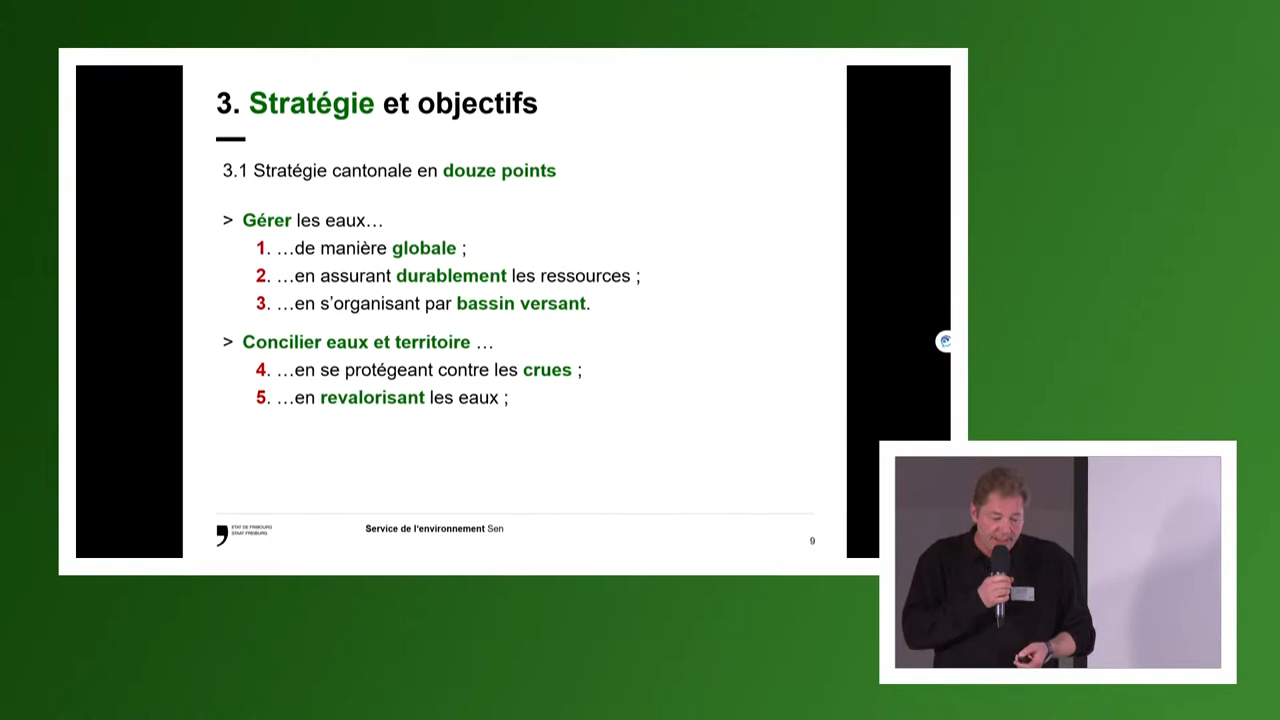 3. Stratégie et objectifs
3.1 Stratégie cantonale en douze points
> Gérer les eaux…
1. …de manière globale ;
2. …en assurant durablement les ressources ;
3. …en s’organisant par bassin versant.
> Concilier eaux et territoire …
4. …en se protégeant contre les crues ;
5. …en revalorisant les eaux ;
ETAT DE FRIBOURG
STAAT FREIBURG
Service de l'environnement Sen
9